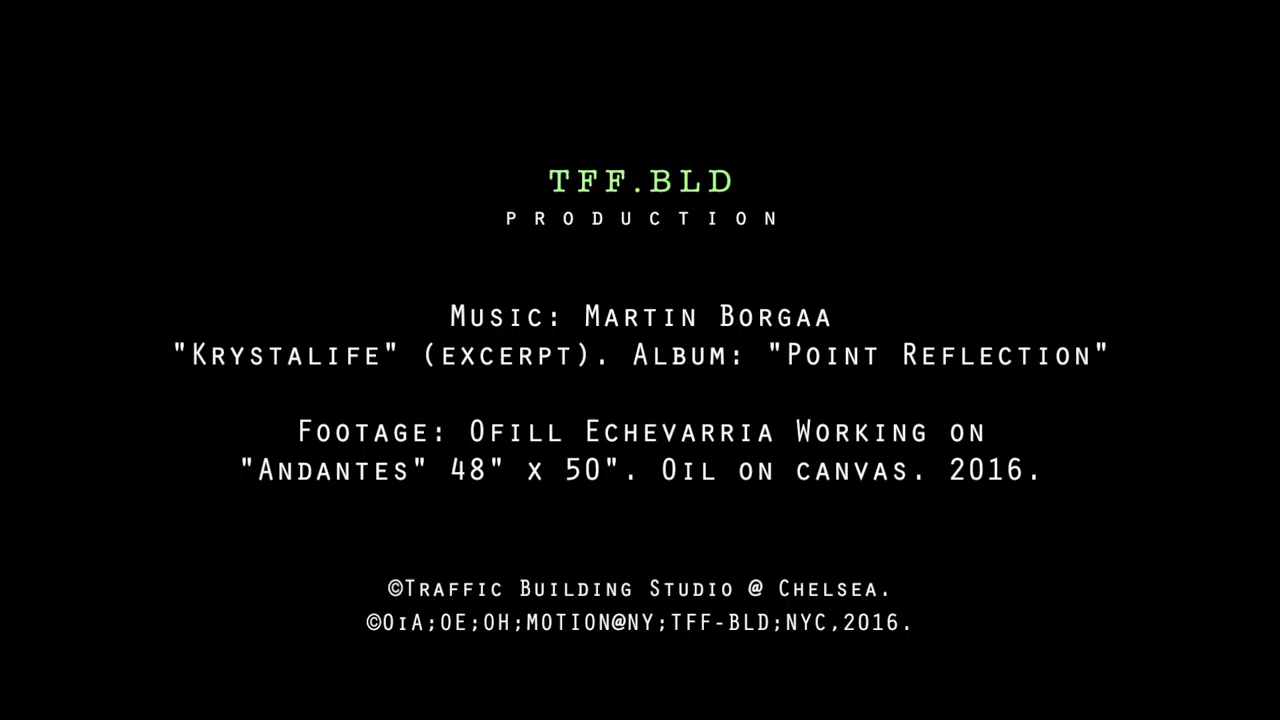 TFF.BLD
PRODUCTION
Music: Martin Borgaa
"Krystalife" (excerpt). Album: "Point Reflection"
Footage: Ofill Echevarria Working on
"Andantes" 48" x 50". Oil on canvas. 2016.
©Traffic Building Studio @ Chelsea.
©OiA;OE;OH;MOTION@NY;TFF-BLD;NYC,2016.